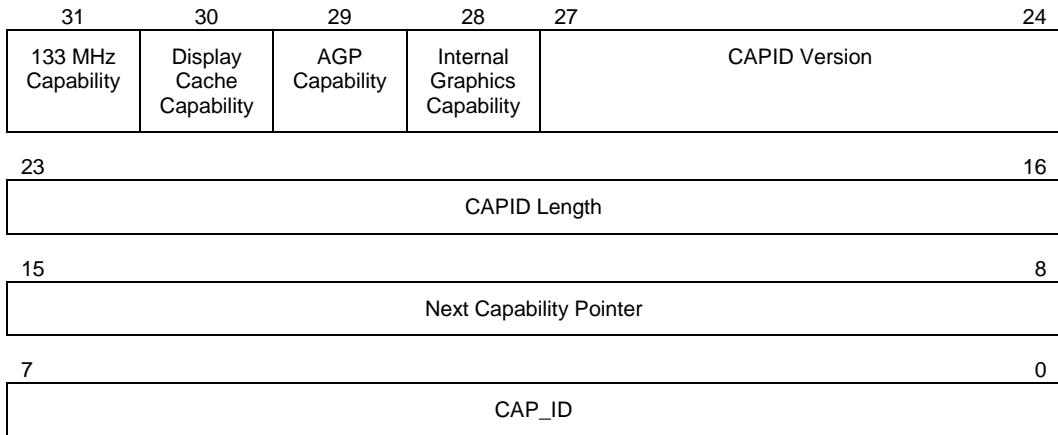 31 30 29 28 27 24
133 MHz Display AGP Internal CAPID Version
Capability Cache Capability Graphics
Capability Capability
23 16
CAPID Length
15 8
Next Capability Pointer
7 0
CAP_ID